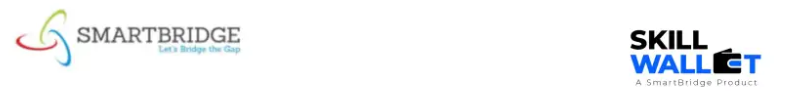 SMARTBRIDGE
Let's Bridge the Gap
SKILL
WALLET
A SmartBridge Product